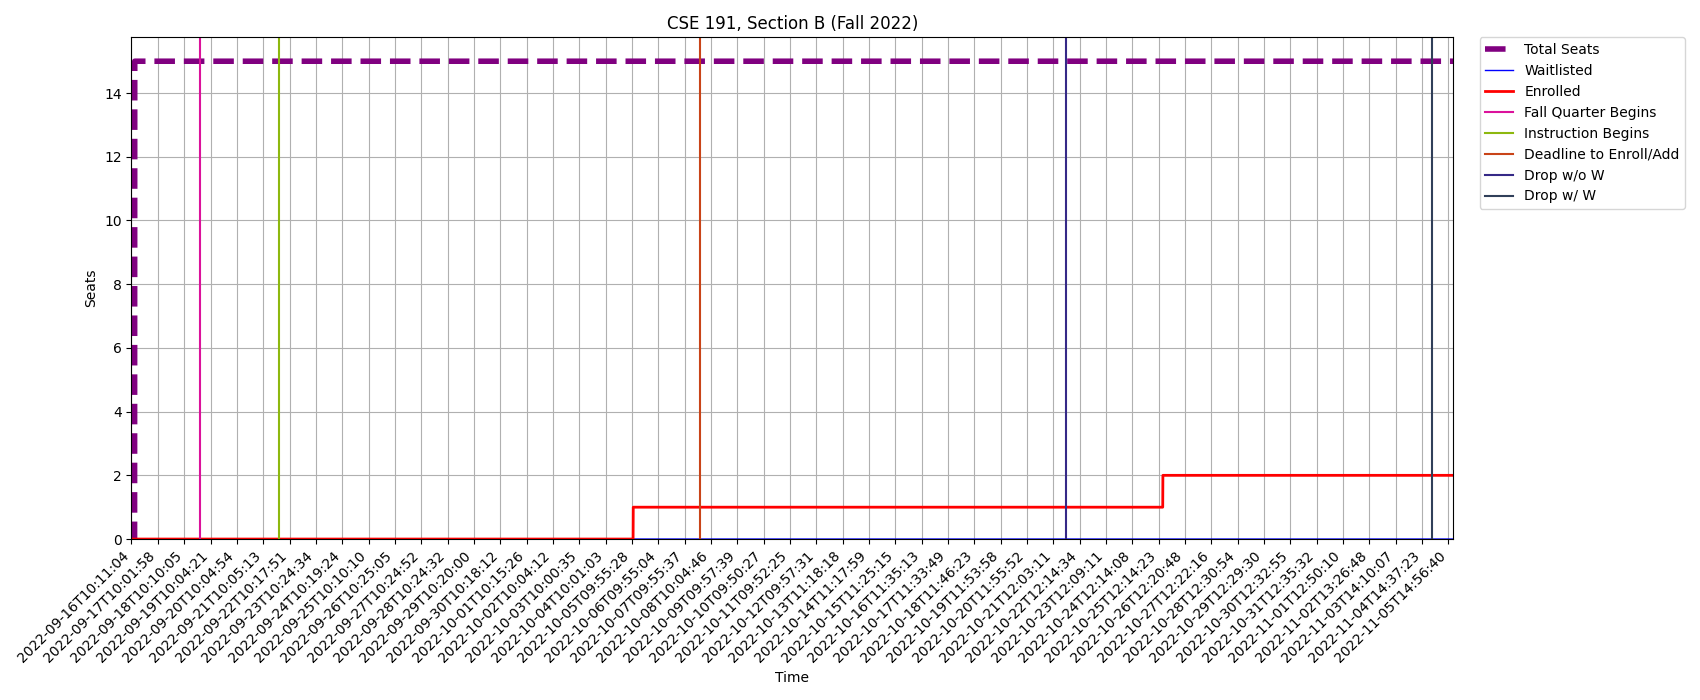 CSE 191, Section B (Fall 2022)
Total Seats
Waitlisted
Enrolled
Fall Quarter Begins
Instruction Begins
Deadline to Enroll/Add
Drop w/o W
Drop w/ W
Seats
14
12
10
8
6
4
2
0
2022-09-16T10:11:04
2022-09-17T10:01:58
2022-09-18T10:10:05
2022-09-19T10:04:21
2022-09-20T10:04:54
2022-09-21T10:05:13
2022-09-22T10:17:51
2022-09-23T10:24:34
2022-09-24T10:19:24
2022-09-25T10:10:10
2022-09-26T10:25:05
2022-09-27T10:24:52
2022-09-28T10:24:32
2022-09-29T10:20:00
2022-09-30T10:18:12
2022-10-01T10:15:26
2022-10-02T10:04:12
2022-10-03T10:00:35
2022-10-04T10:01:03
2022-10-05T09:55:28
2022-10-06T09:55:04
2022-10-07T09:55:37
2022-10-08T10:04:46
2022-10-09T09:57:39
2022-10-10T09:50:27
2022-10-11T09:52:25
2022-10-12T09:57:31
2022-10-13T11:18:18
2022-10-14T11:17:59
2022-10-15T11:25:15
2022-10-16T11:35:13
2022-10-17T11:33:49
2022-10-18T11:46:23
2022-10-19T11:53:58
2022-10-20T11:55:52
2022-10-21T12:03:11
2022-10-22T12:14:34
2022-10-23T12:09:11
2022-10-24T12:14:08
2022-10-25T12:14:23
2022-10-26T12:20:48
2022-10-27T12:22:16
2022-10-28T12:30:54
2022-10-29T12:29:30
2022-10-30T12:32:55
2022-10-31T12:35:32
2022-11-01T12:50:10
2022-11-02T13:26:48
2022-11-03T14:10:07
2022-11-04T14:37:23
2022-11-05T14:56:40
Time